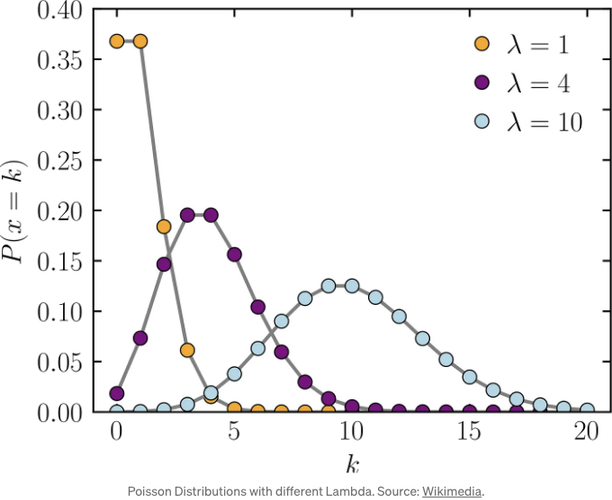 0.40
0.35
0.30
0.25
0.20
0.15
0.10
0.05
0.00
P(x = k)
λ = 1
λ = 4
λ = 10
0 5 10 15 20
k
Poisson Distributions with different Lambda. Source: Wikimedia.